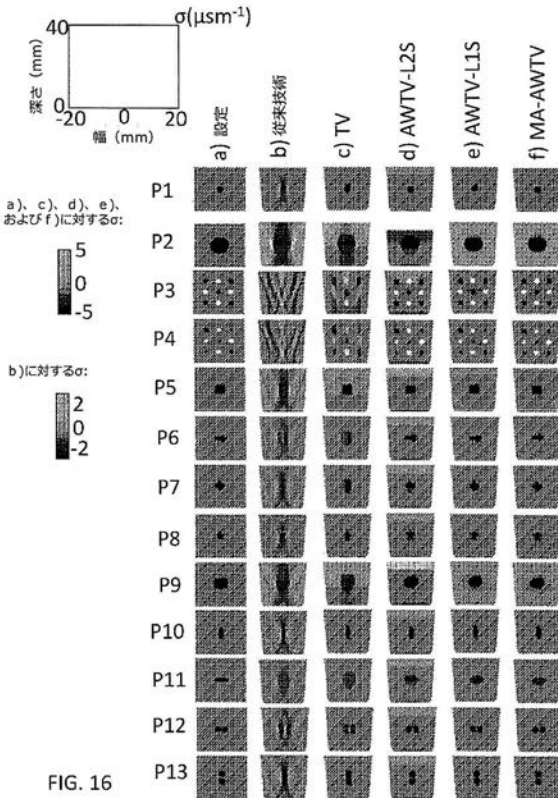 σ(μsm⁻¹)
40
深さ（mm）
0
-20 0 20
幅（mm）
a) 設定
b) 従来技術
c) TV
d) AWTV-L2S
e) AWTV-L1S
f) MA-AWTV
a)、c)、d)、e)、
およびf)に対するσ:
5
0
-5
b)に対するσ:
2
0
-2
P1
P2
P3
P4
P5
P6
P7
P8
P9
P10
P11
P12
P13
FIG. 16